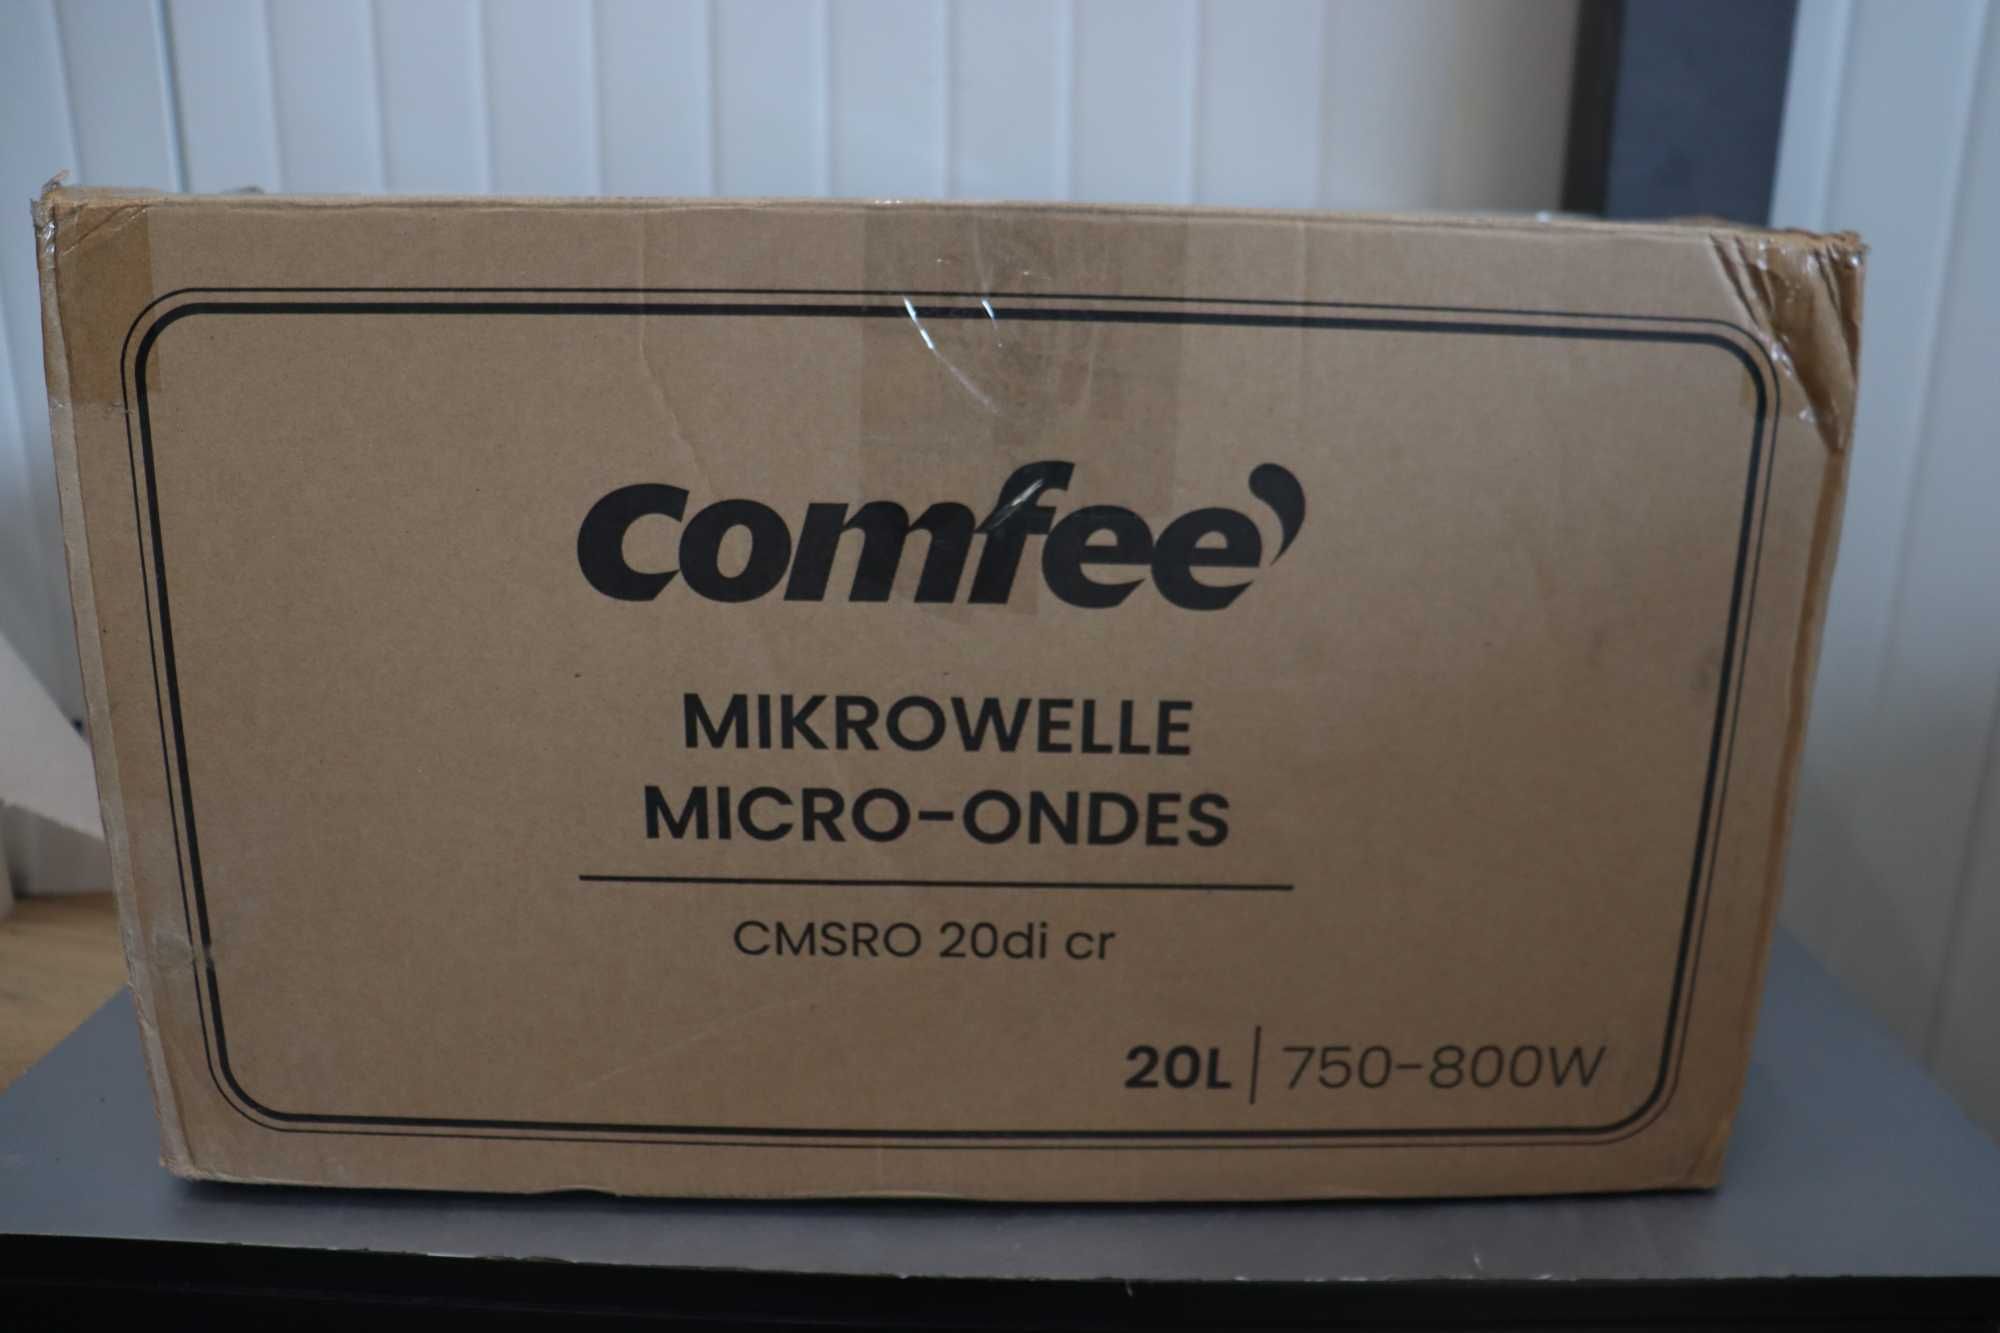 comfee'
MIKROWELLE
MICRO-ONDES
CMSRO 20di cr
20L | 750-800W